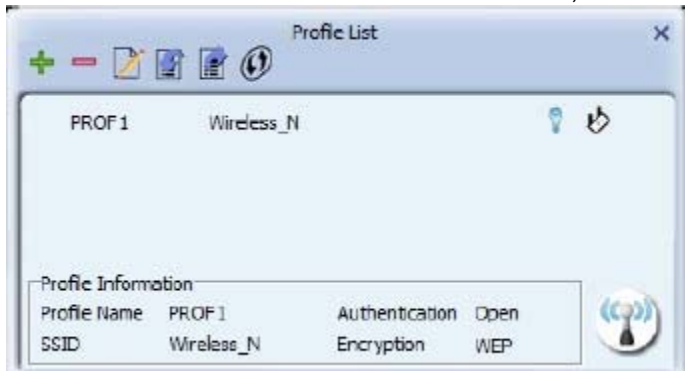 Profile List
PROF1 Wireless_N
Profile Information
Profile Name PROF1 Authentication Open
SSID Wireless_N Encryption WEP